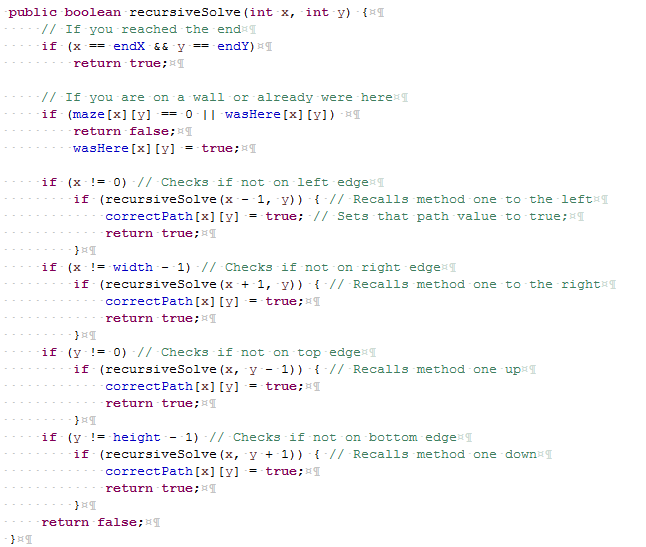 public boolean recursiveSolve(int x, int y) {
    // If you reached the end
    if (x == endX && y == endY)
        return true;

    // If you are on a wall or already were here
    if (maze[x][y] == 0 || wasHere[x][y])
        return false;
        wasHere[x][y] = true;

    if (x != 0) // Checks if not on left edge
        if (recursiveSolve(x - 1, y)) { // Recalls method one to the left
            correctPath[x][y] = true; // Sets that path value to true;
            return true;
        }
    if (x != width - 1) // Checks if not on right edge
        if (recursiveSolve(x + 1, y)) { // Recalls method one to the right
            correctPath[x][y] = true;
            return true;
        }
    if (y != 0) // Checks if not on top edge
        if (recursiveSolve(x, y - 1)) { // Recalls method one up
            correctPath[x][y] = true;
            return true;
        }
    if (y != height - 1) // Checks if not on bottom edge
        if (recursiveSolve(x, y + 1)) { // Recalls method one down
            correctPath[x][y] = true;
            return true;
        }
    return false;
}